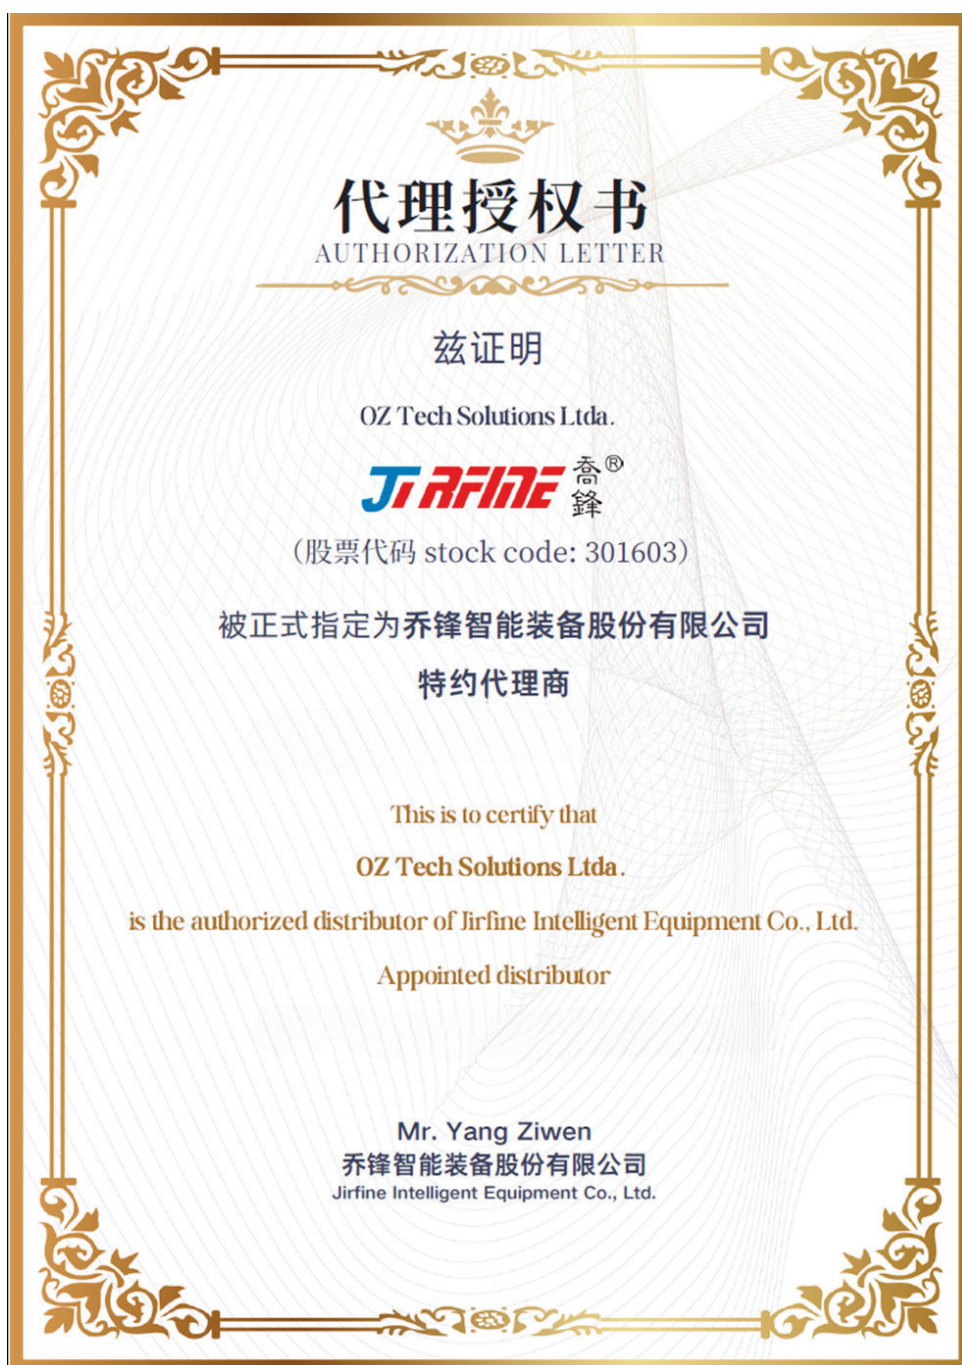 代理授权书
AUTHORIZATION LETTER
兹证明
OZ Tech Solutions Ltda.
JIRFINE 喬鋒®
（股票代码 stock code: 301603）
被正式指定为乔锋智能装备股份有限公司
特约代理商
This is to certify that
OZ Tech Solutions Ltda.
is the authorized distributor of Jirfine Intelligent Equipment Co., Ltd.
Appointed distributor
Mr. Yang Ziwen
乔锋智能装备股份有限公司
Jirfine Intelligent Equipment Co., Ltd.